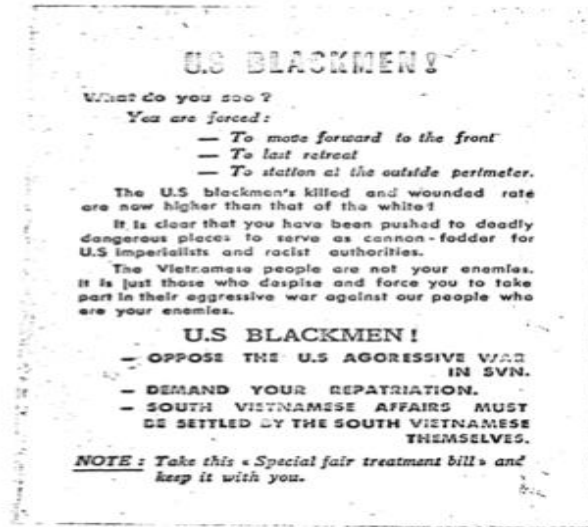 U.S BLACKMEN!
What do you see ?
You are forced :
— To move forward to the front
— To last retreat
— To station at the outside perimeter.
The U.S blackmen's killed and wounded rate
are now higher than that of the white !
It is clear that you have been pushed to deadly
dangerous places to serve as cannon-fodder for
U.S imperialists and racist authorities.
The Vietnamese people are not your enemies.
It is just those who despise and force you to take
part in their aggressive war against our people who
are your enemies.
U.S BLACKMEN !
— OPPOSE THE U.S AGGRESSIVE WAR
IN SVN.
— DEMAND YOUR REPATRIATION.
— SOUTH VIETNAMESE AFFAIRS MUST
BE SETTLED BY THE SOUTH VIETNAMESE
THEMSELVES.
NOTE : Take this « Special fair treatment bill » and
keep it with you.